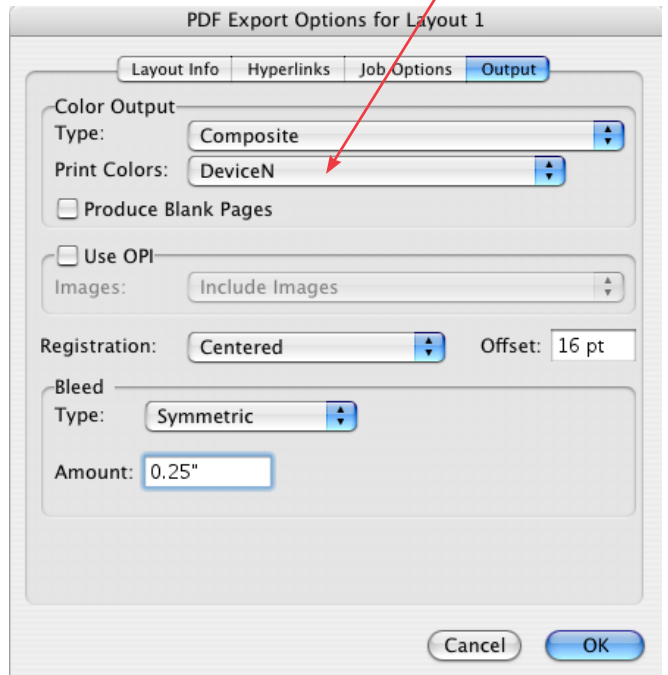 PDF Export Options for Layout 1
Layout Info Hyperlinks Job Options Output
Color Output
Type: Composite
Print Colors: DeviceN
Produce Blank Pages
Use OPI
Images: Include Images
Registration: Centered Offset: 16 pt
Bleed
Type: Symmetric
Amount: 0.25"
Cancel OK